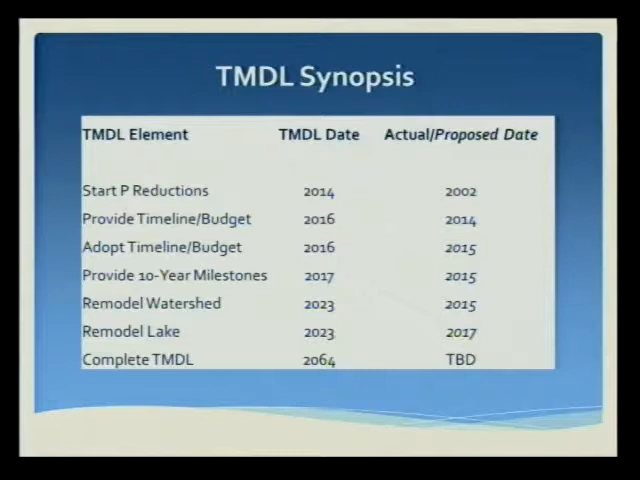 TMDL Synopsis
TMDL Element TMDL Date Actual/Proposed Date
Start P Reductions 2014 2002
Provide Timeline/Budget 2016 2014
Adopt Timeline/Budget 2016 2015
Provide 10-Year Milestones 2017 2015
Remodel Watershed 2023 2015
Remodel Lake 2023 2017
Complete TMDL 2064 TBD